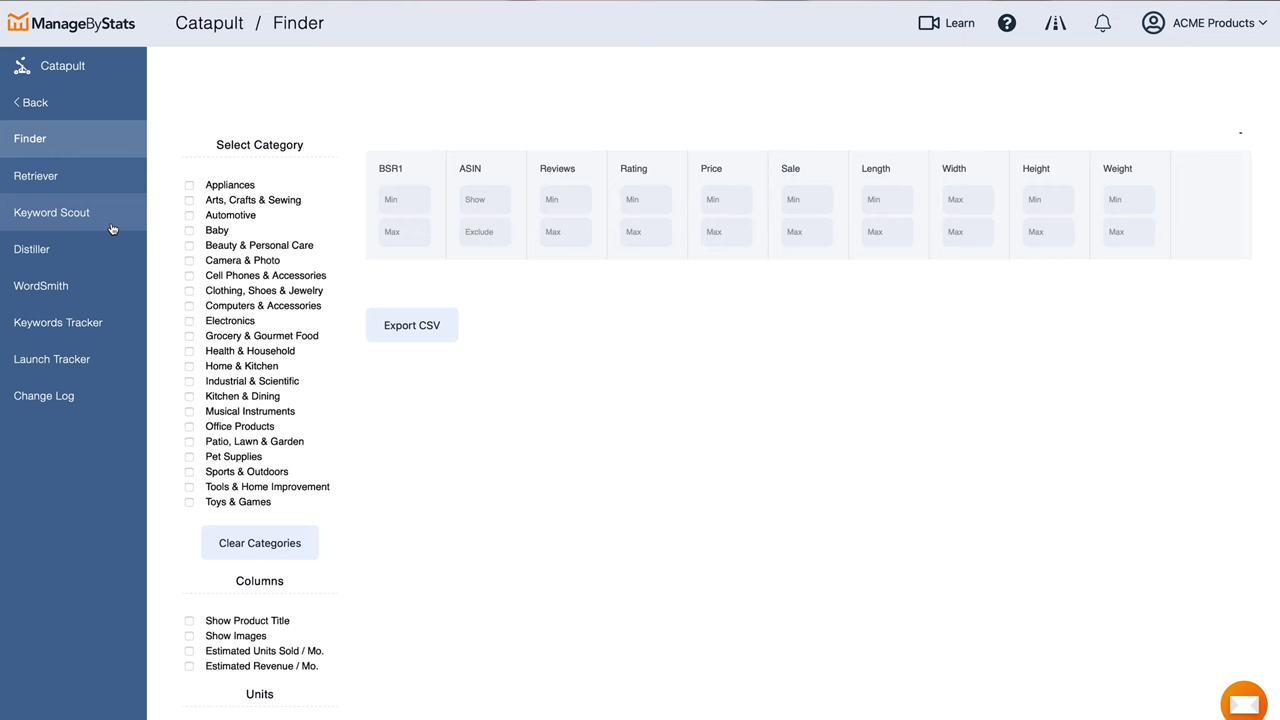 ManageByStats
Catapult / Finder
Learn
?
ACME Products
Catapult
Back
Finder
Retriever
Keyword Scout
Distiller
WordSmith
Keywords Tracker
Launch Tracker
Change Log
Select Category
Appliances
Arts, Crafts & Sewing
Automotive
Baby
Beauty & Personal Care
Camera & Photo
Cell Phones & Accessories
Clothing, Shoes & Jewelry
Computers & Accessories
Electronics
Grocery & Gourmet Food
Health & Household
Home & Kitchen
Industrial & Scientific
Kitchen & Dining
Musical Instruments
Office Products
Patio, Lawn & Garden
Pet Supplies
Sports & Outdoors
Tools & Home Improvement
Toys & Games
Clear Categories
Columns
Show Product Title
Show Images
Estimated Units Sold / Mo.
Estimated Revenue / Mo.
Units
-
BSR1 ASIN Reviews Rating Price Sale Length Width Height Weight
Min Show Min Min Min Min Min Max Min Min
Max Exclude Max Max Max Max Max Max Max Max
Export CSV